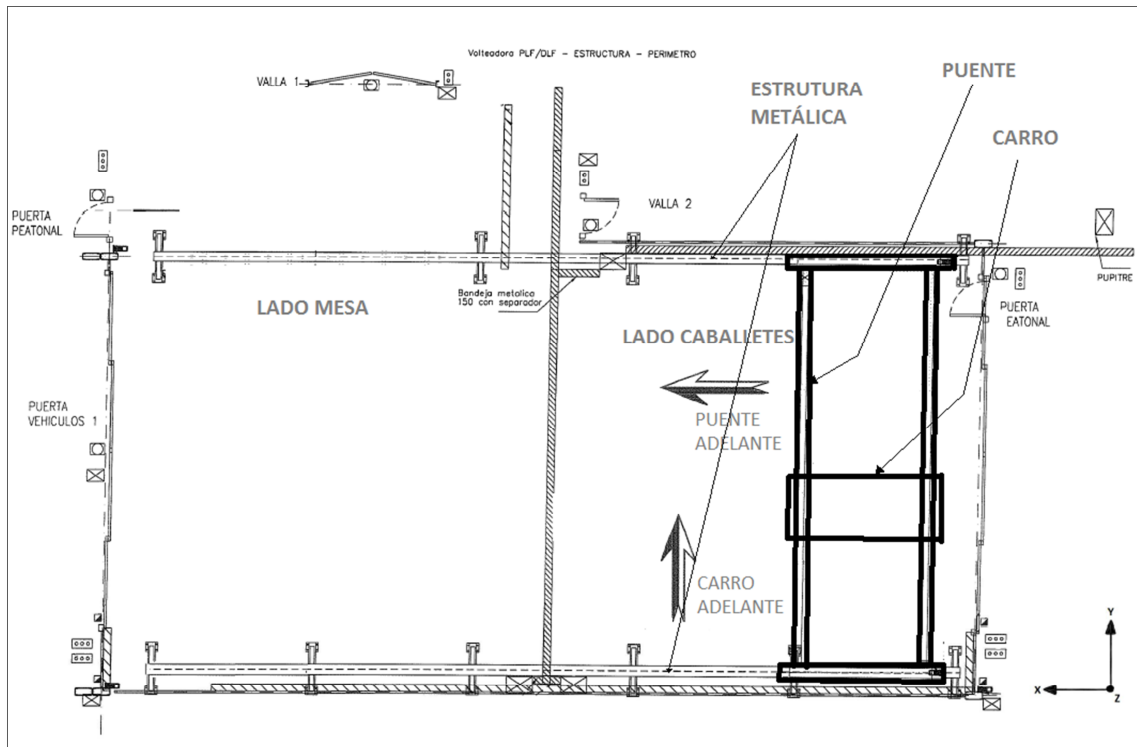 Volteadora PLF/DLF - ESTRUCTURA - PERIMETRO
VALLA 1
PUENTE
ESTRUTURA
METÁLICA
CARRO
PUERTA
PEATONAL
VALLA 2
PUPITRE
Bandeja metalico
150 con separador
LADO MESA
PUERTA
EATONAL
LADO CABALLETES
PUERTA
VEHICULOS 1
PUENTE
ADELANTE
CARRO
ADELANTE
Y
X
Z